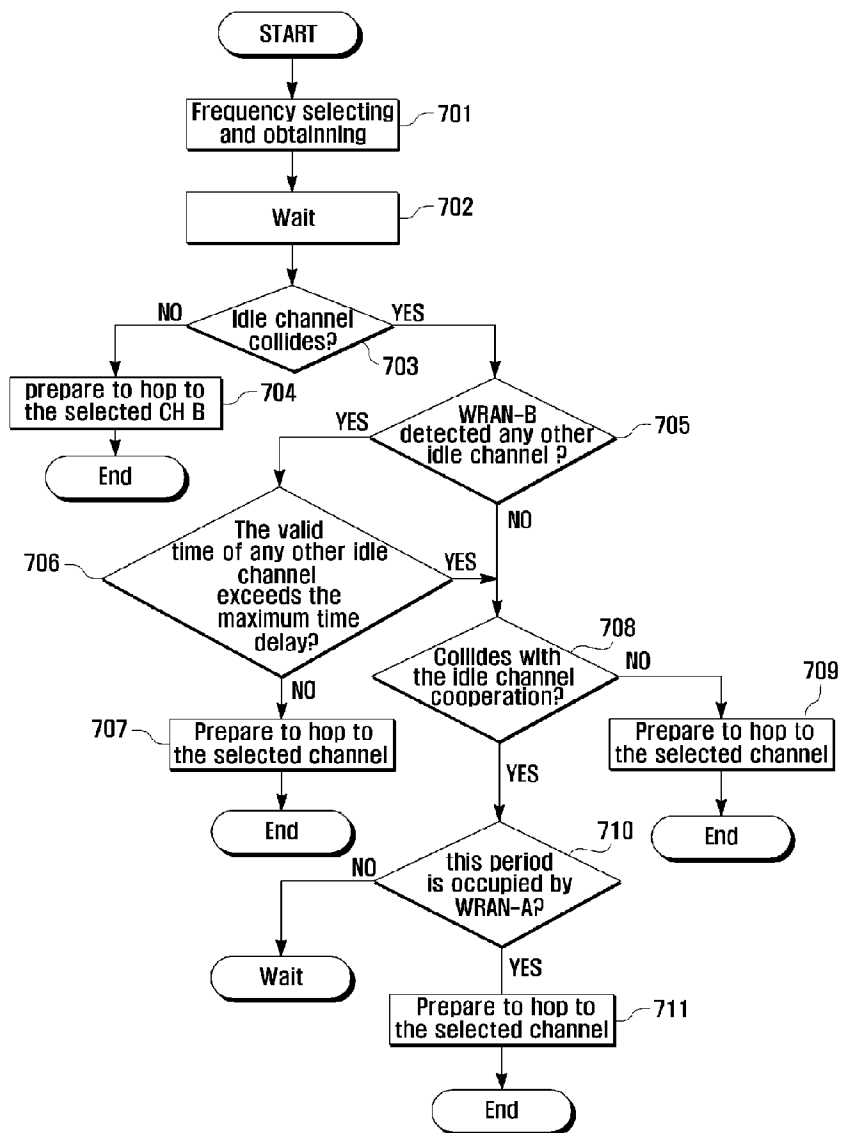 START
Frequency selecting
and obtainning
701
Wait
702
Idle channel
collides?
703
NO
YES
prepare to hop to
the selected CH B
704
End
WRAN-B
detected any other
idle channel ?
705
YES
NO
The valid
time of any other idle
channel
exceeds the
maximum time
delay?
706
YES
NO
707
Prepare to hop to
the selected channel
End
Collides with
the idle channel
cooperation?
708
NO
YES
709
Prepare to hop to
the selected channel
End
this period
is occupied by
WRAN-A?
710
NO
YES
Wait
Prepare to hop to
the selected channel
711
End